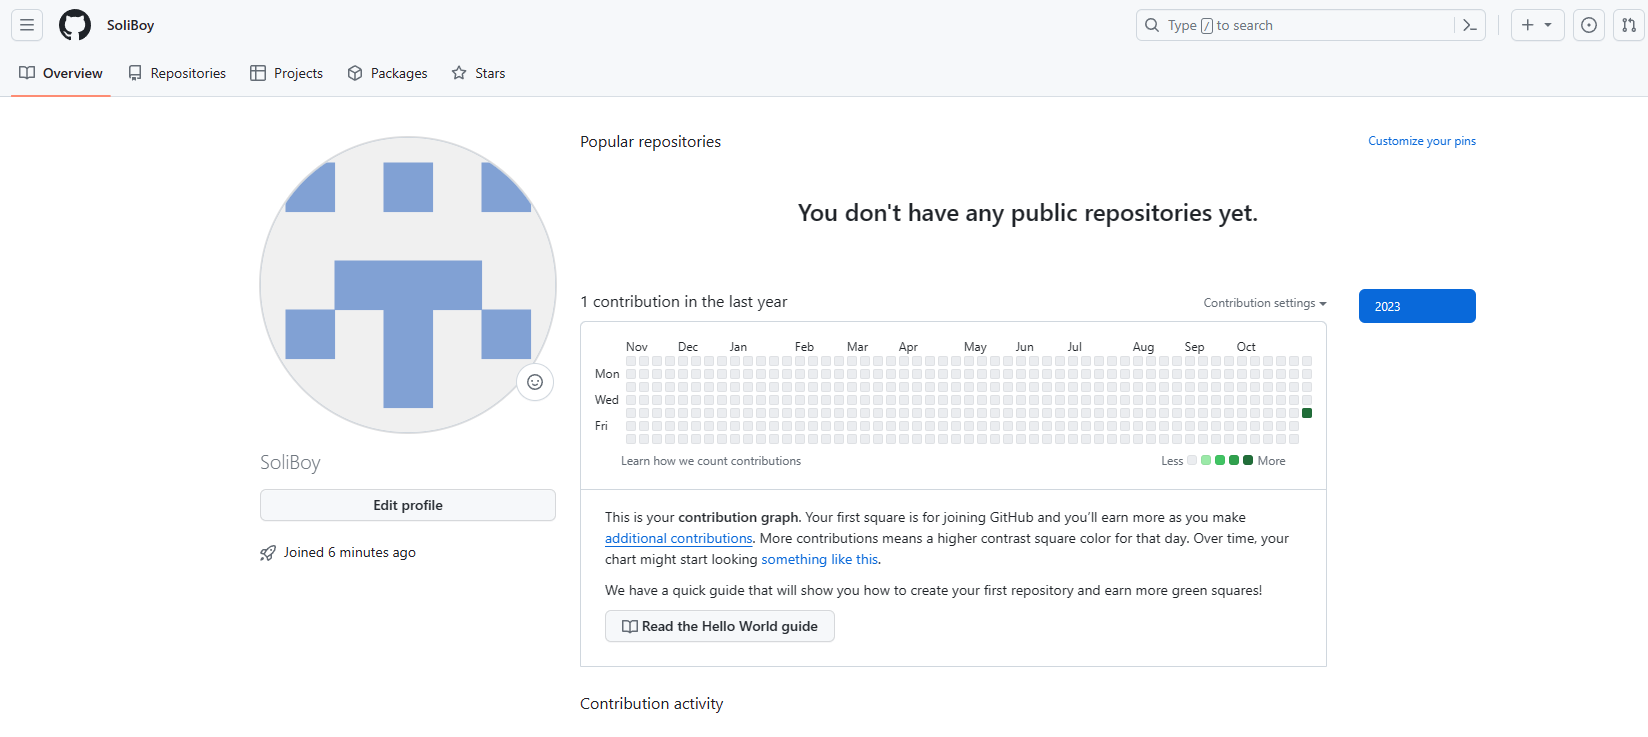 SoliBoy
Type / to search
Overview
Repositories
Projects
Packages
Stars
SoliBoy
Edit profile
Joined 6 minutes ago
Popular repositories
Customize your pins
You don't have any public repositories yet.
1 contribution in the last year
Contribution settings
2023
Nov Dec Jan Feb Mar Apr May Jun Jul Aug Sep Oct
Mon
Wed
Fri
Learn how we count contributions
Less More
This is your contribution graph. Your first square is for joining GitHub and you’ll earn more as you make
additional contributions. More contributions means a higher contrast square color for that day. Over time, your
chart might start looking something like this.
We have a quick guide that will show you how to create your first repository and earn more green squares!
Read the Hello World guide
Contribution activity